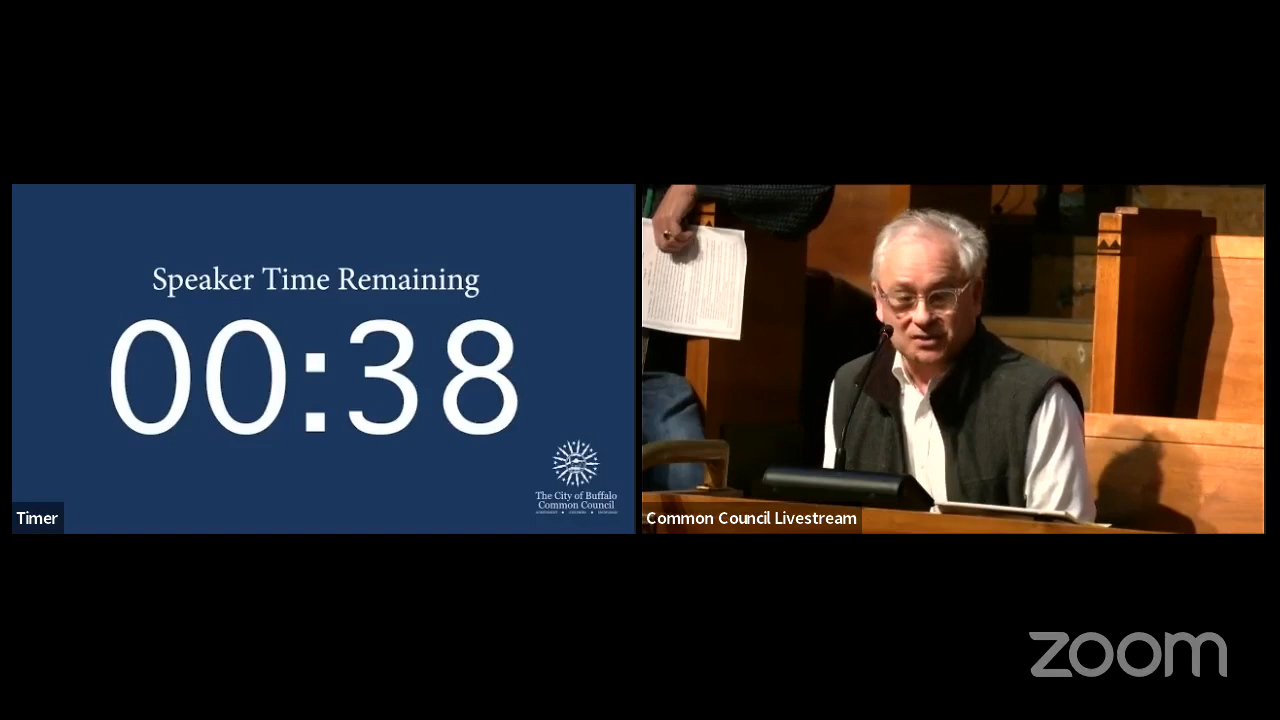 Speaker Time Remaining
00:38
The City of Buffalo
Common Council
Timer
Common Council Livestream
zoom